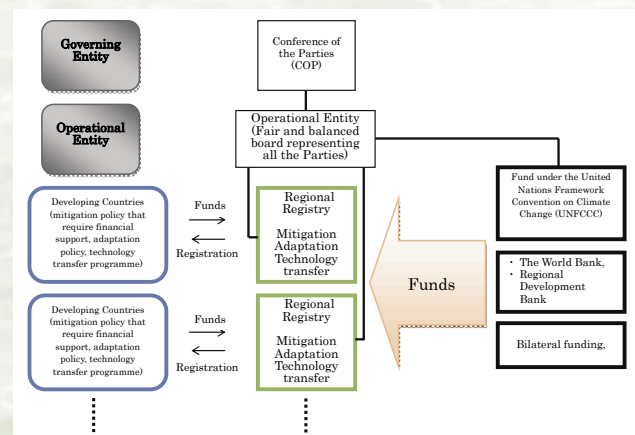 Governing
Entity
Conference of
the Parties
(COP)
Operational
Entity
Operational Entity
(Fair and balanced
board representing
all the Parties)
Fund under the United
Nations Framework
Convention on Climate
Change (UNFCCC)
Developing Countries
(mitigation policy that
require financial
support, adaptation
policy, technology
transfer programme)
Funds
Registration
Regional
Registry
Mitigation
Adaptation
Technology
transfer
Funds
・ The World Bank,
・ Regional
Development
Bank
Developing Countries
(mitigation policy that
require financial
support, adaptation
policy, technology
transfer programme)
Funds
Registration
Regional
Registry
Mitigation
Adaptation
Technology
transfer
Bilateral funding,